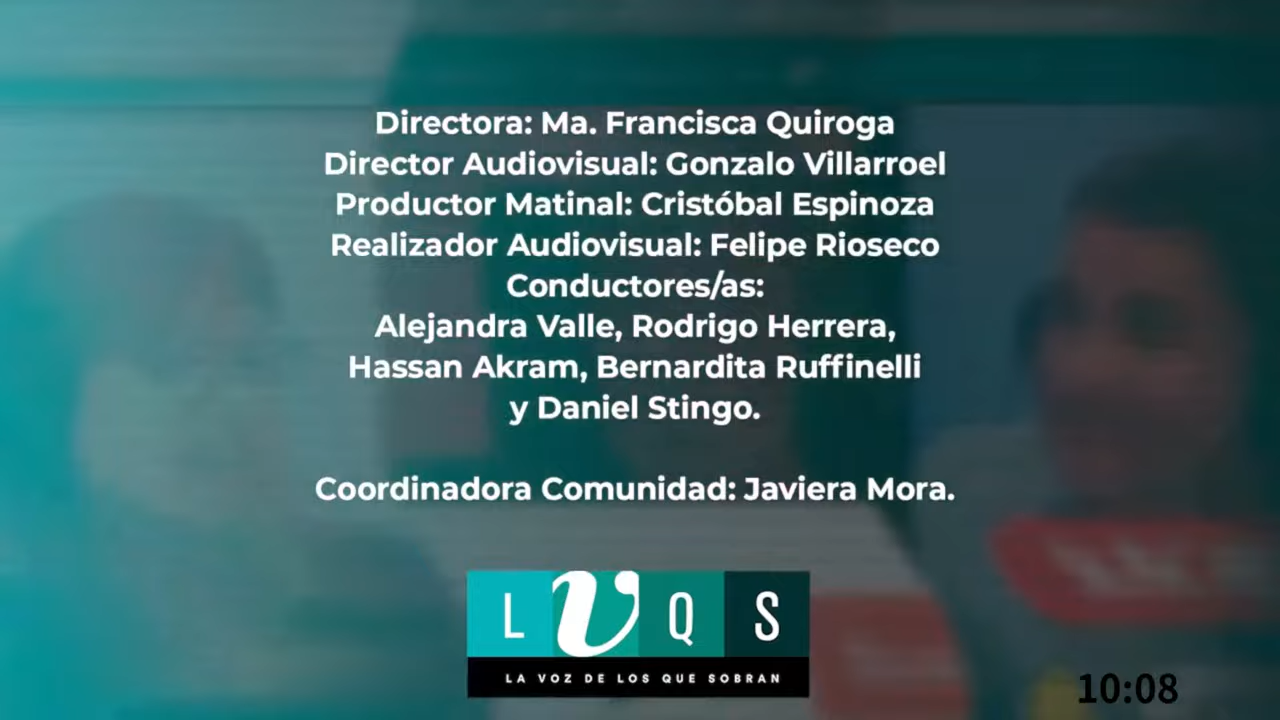 Directora: Ma. Francisca Quiroga
Director Audiovisual: Gonzalo Villarroel
Productor Matinal: Cristóbal Espinoza
Realizador Audiovisual: Felipe Rioseco
Conductores/as:
Alejandra Valle, Rodrigo Herrera,
Hassan Akram, Bernardita Ruffinelli
y Daniel Stingo.
Coordinadora Comunidad: Javiera Mora.
L V Q S
LA VOZ DE LOS QUE SOBRAN
10:08